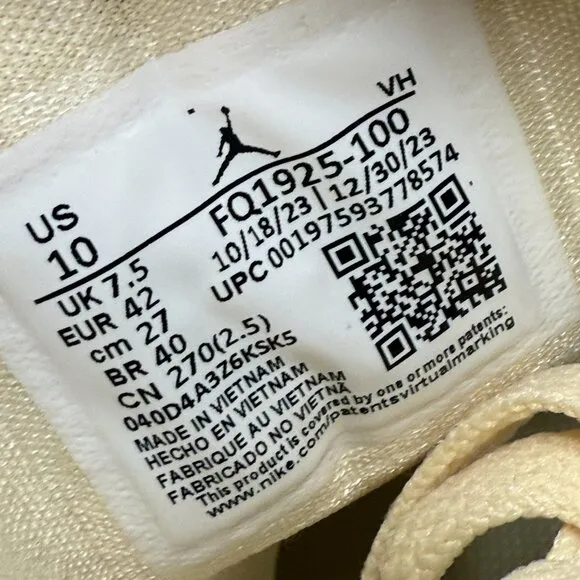 VH
FQ1925-100
10/18/23 | 12/30/23
UPC 00197593778574
US
10
UK 7.5
EUR 42
cm 27
BR 40
CN 270(2.5)
040D4A3Z6KSK5
MADE IN VIETNAM
HECHO EN VIETNAM
FABRIQUE AU VIETNAM
FABRICADO NO VIETNÃ
This product is covered by one or more patents:
www.nike.com/patentsvirtualmarking